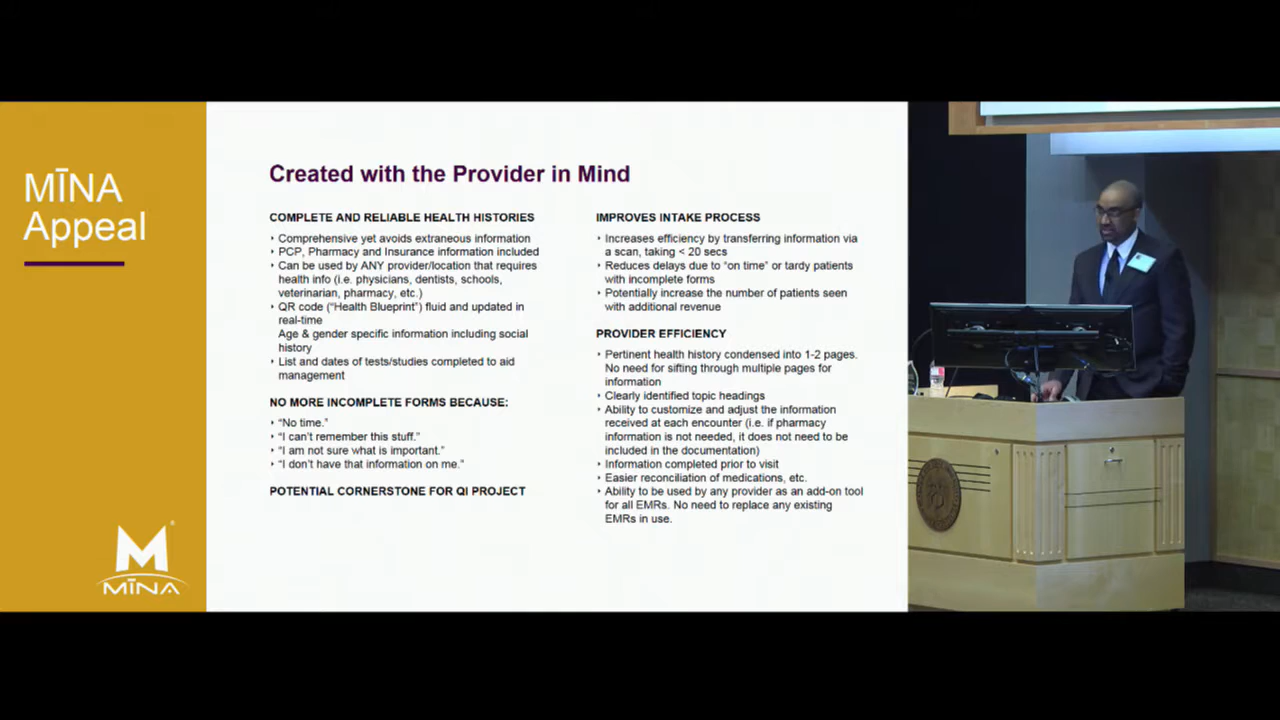 MĪNA
Appeal
Created with the Provider in Mind
COMPLETE AND RELIABLE HEALTH HISTORIES
Comprehensive yet avoids extraneous information
PCP, Pharmacy and Insurance information included
Can be used by ANY provider/location that requires
health info (i.e. physicians, dentists, schools,
veterinarian, pharmacy, etc.)
QR code (“Health Blueprint”) fluid and updated in
real-time
Age & gender specific information including social
history
List and dates of tests/studies completed to aid
management
NO MORE INCOMPLETE FORMS BECAUSE:
“No time.”
“I can’t remember this stuff.”
“I am not sure what is important.”
“I don’t have that information on me.”
POTENTIAL CORNERSTONE FOR QI PROJECT
IMPROVES INTAKE PROCESS
Increases efficiency by transferring information via
a scan, taking < 20 secs
Reduces delays due to “on time” or tardy patients
with incomplete forms
Potentially increase the number of patients seen
with additional revenue
PROVIDER EFFICIENCY
Pertinent health history condensed into 1-2 pages.
No need for sifting through multiple pages for
information
Clearly identified topic headings
Ability to customize and adjust the information
received at each encounter (i.e. if pharmacy
information is not needed, it does not need to be
included in the documentation)
Information completed prior to visit
Easier reconciliation of medications, etc.
Ability to be used by any provider as an add-on tool
for all EMRs. No need to replace any existing
EMRs in use.
M®
MĪNA